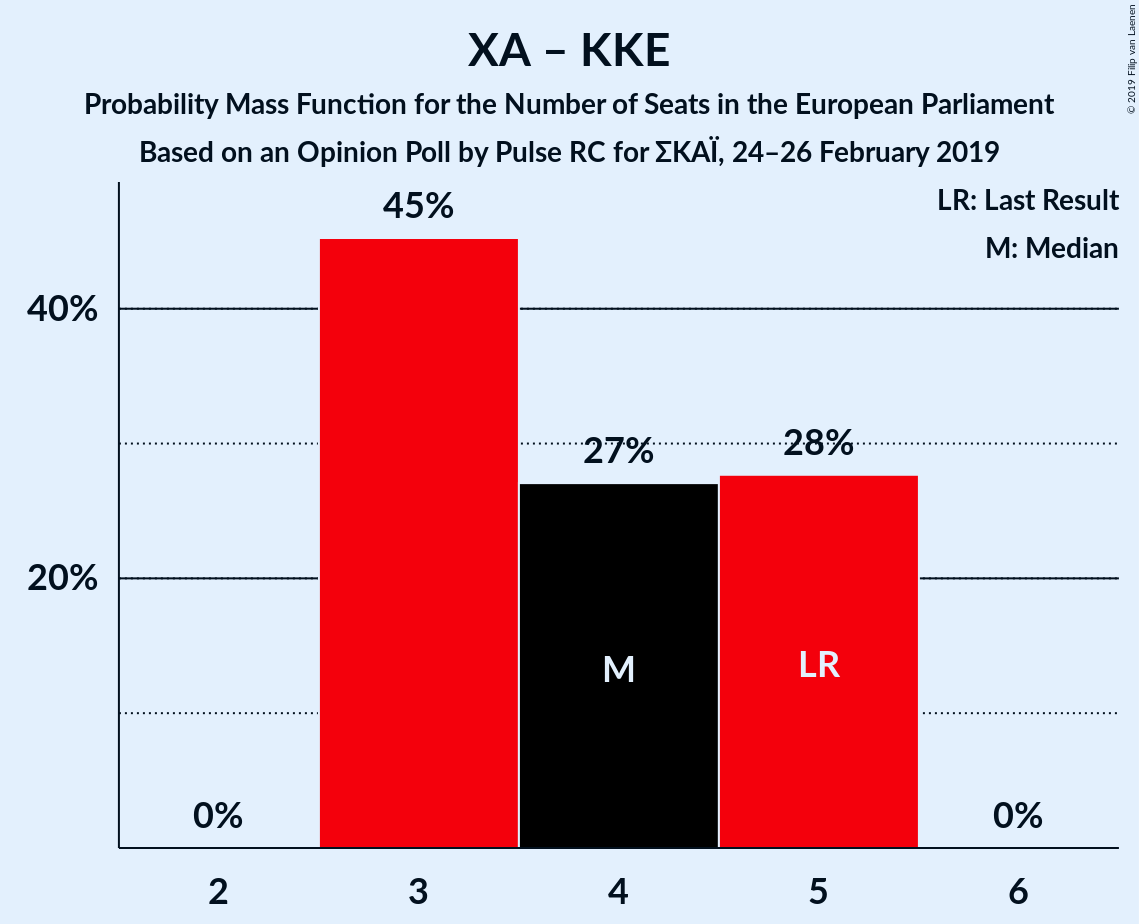 XA – KKE
Probability Mass Function for the Number of Seats in the European Parliament
Based on an Opinion Poll by Pulse RC for ΣΚΑΪ, 24–26 February 2019
© 2019 Filip van Laenen
LR: Last Result
M: Median
45%
40%
27%
28%
20%
M
LR
0%
0%
2
3
4
5
6